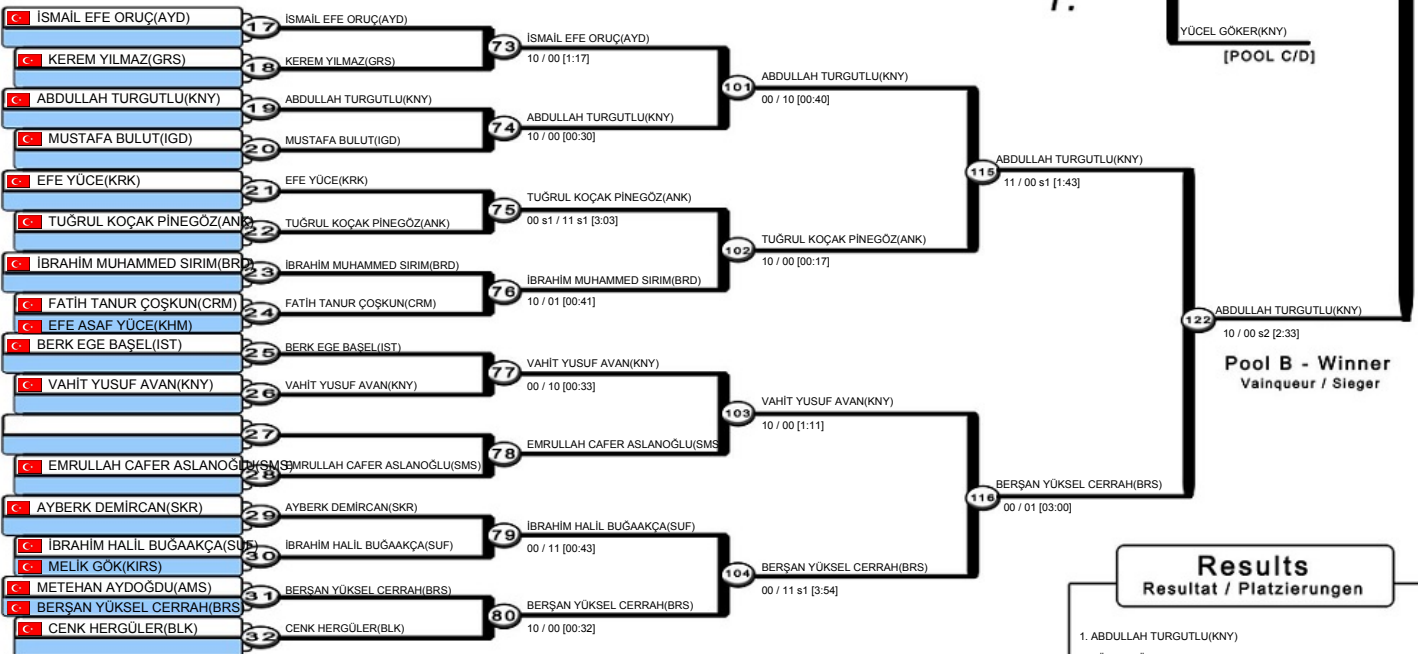 1.
YÜCEL GÖKER(KNY)
[POOL C/D]
İSMAİL EFE ORUÇ(AYD)
KEREM YILMAZ(GRS)
ABDULLAH TURGUTLU(KNY)
MUSTAFA BULUT(IGD)
EFE YÜCE(KRK)
TUĞRUL KOÇAK PİNEGÖZ(ANK)
İBRAHİM MUHAMMED SIRIM(BRD)
FATİH TANUR ÇOŞKUN(CRM)
EFE ASAF YÜCE(KHM)
BERK EGE BAŞEL(IST)
VAHİT YUSUF AVAN(KNY)
EMRULLAH CAFER ASLANOĞLU(SMS)
AYBERK DEMİRCAN(SKR)
İBRAHİM HALİL BUĞAAKÇA(SUF)
MELİK GÖK(KIRS)
METEHAN AYDOĞDU(AMS)
BERŞAN YÜKSEL CERRAH(BRS)
CENK HERGÜLER(BLK)
17 İSMAİL EFE ORUÇ(AYD)
18 KEREM YILMAZ(GRS)
19 ABDULLAH TURGUTLU(KNY)
20 MUSTAFA BULUT(IGD)
21 EFE YÜCE(KRK)
22 TUĞRUL KOÇAK PİNEGÖZ(ANK)
23 İBRAHİM MUHAMMED SIRIM(BRD)
24 FATİH TANUR ÇOŞKUN(CRM)
25 BERK EGE BAŞEL(IST)
26 VAHİT YUSUF AVAN(KNY)
27
28 EMRULLAH CAFER ASLANOĞLU(SMS)
29 AYBERK DEMİRCAN(SKR)
30 İBRAHİM HALİL BUĞAAKÇA(SUF)
31 BERŞAN YÜKSEL CERRAH(BRS)
32 CENK HERGÜLER(BLK)
73 İSMAİL EFE ORUÇ(AYD)
10 / 00 [1:17]
74 ABDULLAH TURGUTLU(KNY)
10 / 00 [00:30]
75 TUĞRUL KOÇAK PİNEGÖZ(ANK)
00 s1 / 11 s1 [3:03]
76 İBRAHİM MUHAMMED SIRIM(BRD)
10 / 01 [00:41]
77 VAHİT YUSUF AVAN(KNY)
00 / 10 [00:33]
78 EMRULLAH CAFER ASLANOĞLU(SMS
79 İBRAHİM HALİL BUĞAAKÇA(SUF)
00 / 11 [00:43]
80 BERŞAN YÜKSEL CERRAH(BRS)
10 / 00 [00:32]
101 ABDULLAH TURGUTLU(KNY)
00 / 10 [00:40]
102 TUĞRUL KOÇAK PİNEGÖZ(ANK)
10 / 00 [00:17]
103 VAHİT YUSUF AVAN(KNY)
10 / 00 [1:11]
104 BERŞAN YÜKSEL CERRAH(BRS)
00 / 11 s1 [3:54]
115 ABDULLAH TURGUTLU(KNY)
11 / 00 s1 [1:43]
116 BERŞAN YÜKSEL CERRAH(BRS)
00 / 01 [03:00]
122 ABDULLAH TURGUTLU(KNY)
10 / 00 s2 [2:33]
Pool B - Winner
Vainqueur / Sieger
Results
Resultat / Platzierungen
1. ABDULLAH TURGUTLU(KNY)